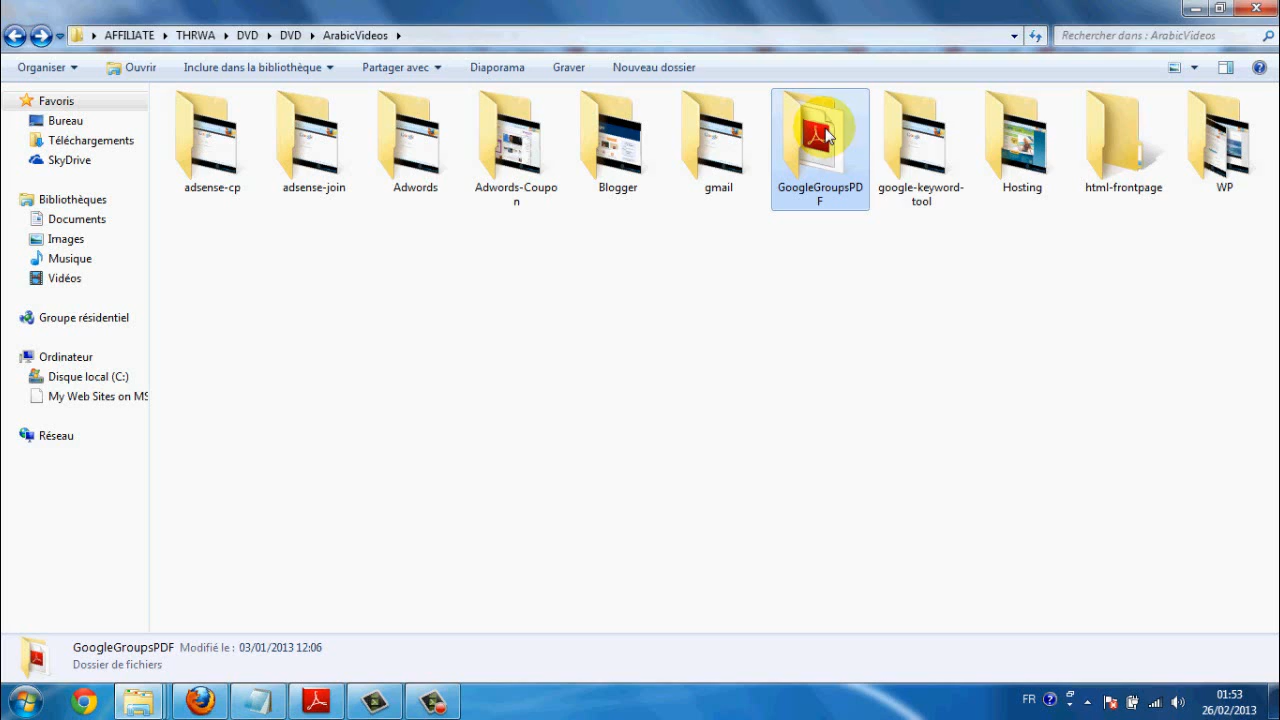 AFFILIATE THRWA DVD DVD ArabicVideos
Rechercher dans : ArabicVideos
Organiser Ouvrir Inclure dans la bibliothèque Partager avec Diaporama Graver Nouveau dossier
Favoris
Bureau
Téléchargements
SkyDrive
Bibliothèques
Documents
Images
Musique
Vidéos
Groupe résidentiel
Ordinateur
Disque local (C:)
My Web Sites on MS
Réseau
adsense-cp
adsense-join
Adwords
Adwords-Coupo
n
Blogger
gmail
GoogleGroupsPD
F
google-keyword-
tool
Hosting
html-frontpage
WP
GoogleGroupsPDF Modifié le : 03/01/2013 12:06
Dossier de fichiers
FR
01:53
26/02/2013